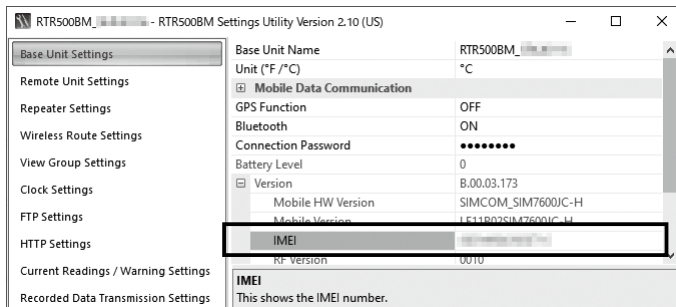 RTR500BM_ - RTR500BM Settings Utility Version 2.10 (US)
Base Unit Settings
Remote Unit Settings
Repeater Settings
Wireless Route Settings
View Group Settings
Clock Settings
FTP Settings
HTTP Settings
Current Readings / Warning Settings
Recorded Data Transmission Settings
Base Unit Name RTR500BM_
Unit (°F /°C) °C
Mobile Data Communication
GPS Function OFF
Bluetooth ON
Connection Password ●●●●●●●●
Battery Level 0
Version B.00.03.173
Mobile HW Version SIMCOM_SIM7600JC-H
Mobile Version LE11B02SIM7600JC-H
IMEI
RF Version 0010
IMEI
This shows the IMEI number.